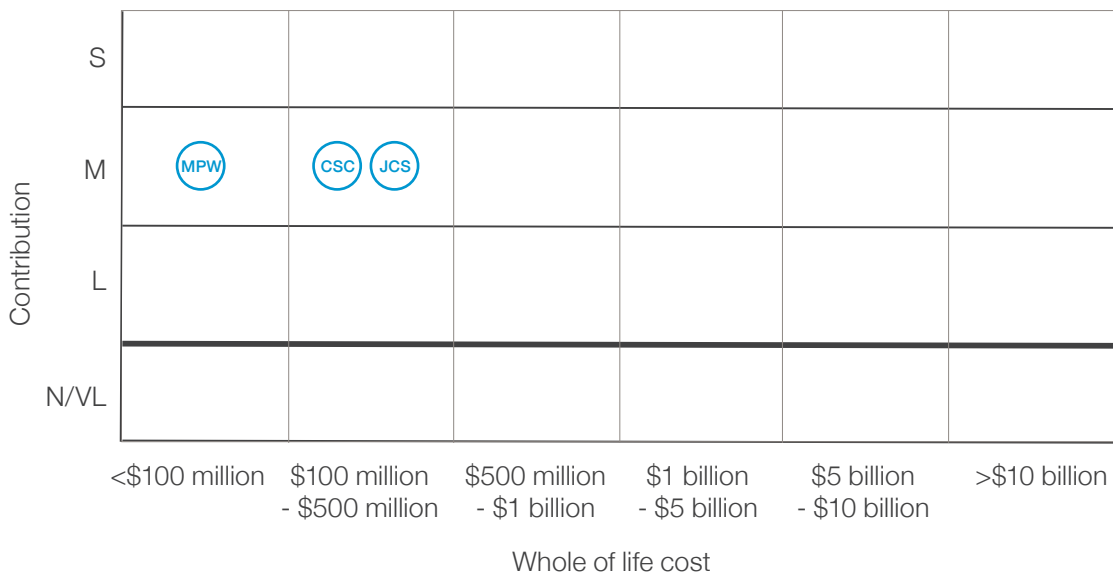 S
MPW
CSC
JCS
M
Contribution
L
N/VL
<$100 million
$100 million
- $500 million
$500 million
- $1 billion
$1 billion
- $5 billion
$5 billion
- $10 billion
>$10 billion
Whole of life cost